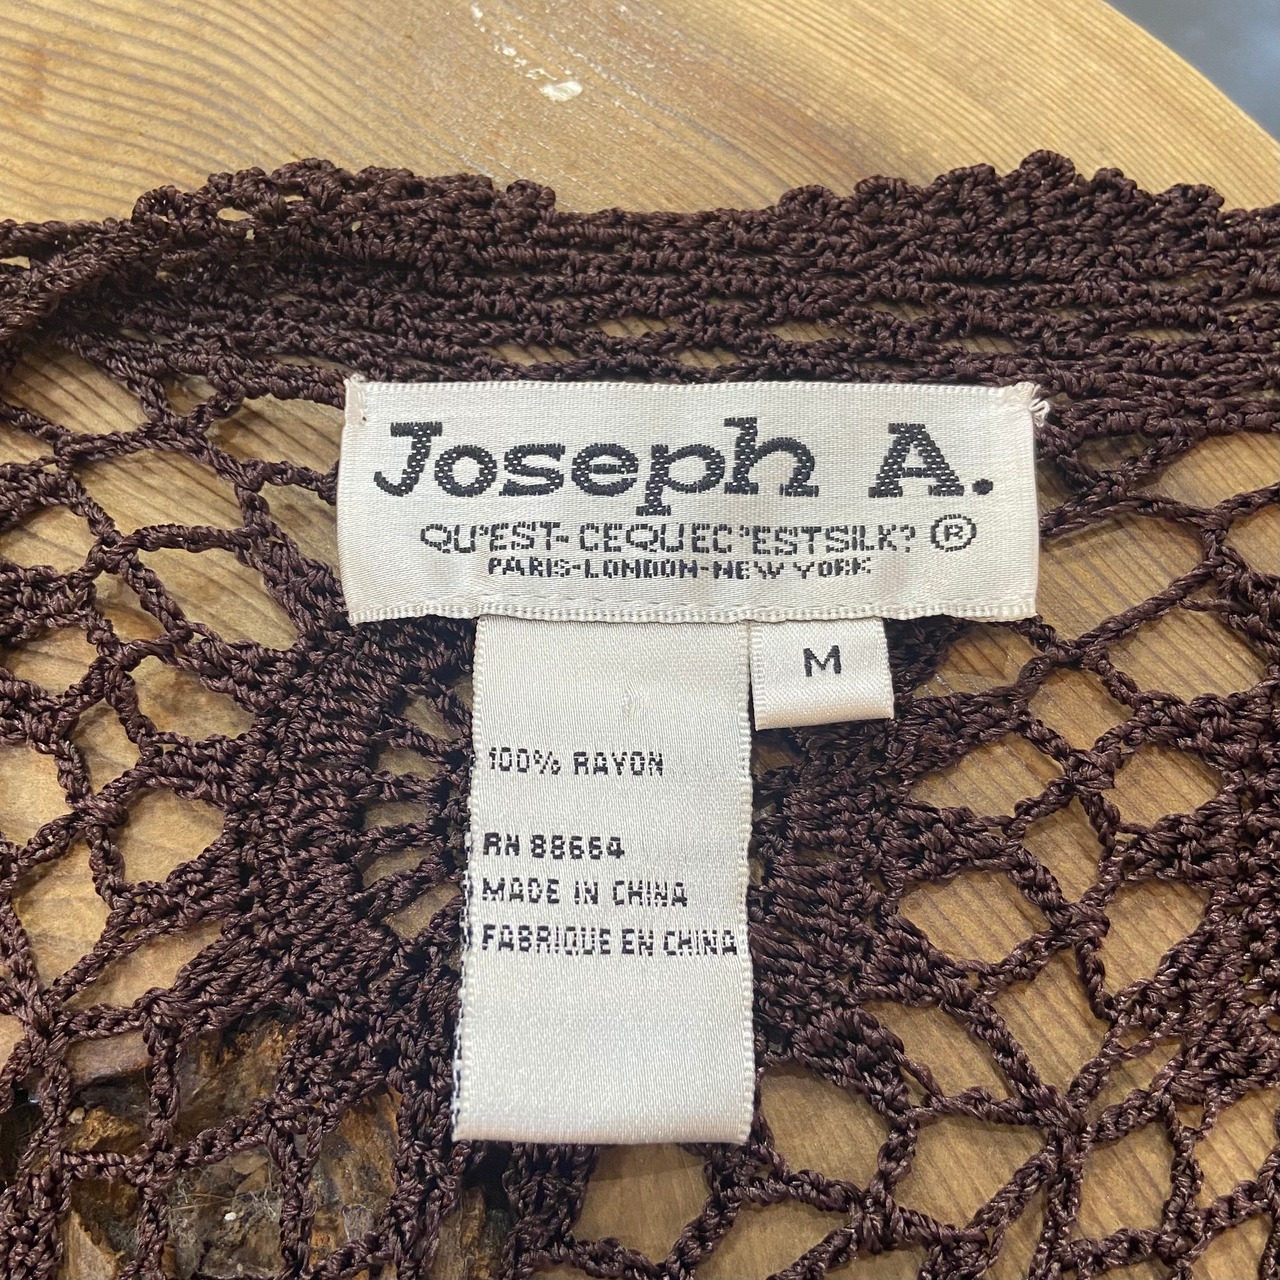 Joseph A.
QU'EST-CEQUEC'ESTSILK? ®
PARIS-LONDON-NEW YORK
M
100% RAYON
RN 88664
MADE IN CHINA
FABRIQUE EN CHINA